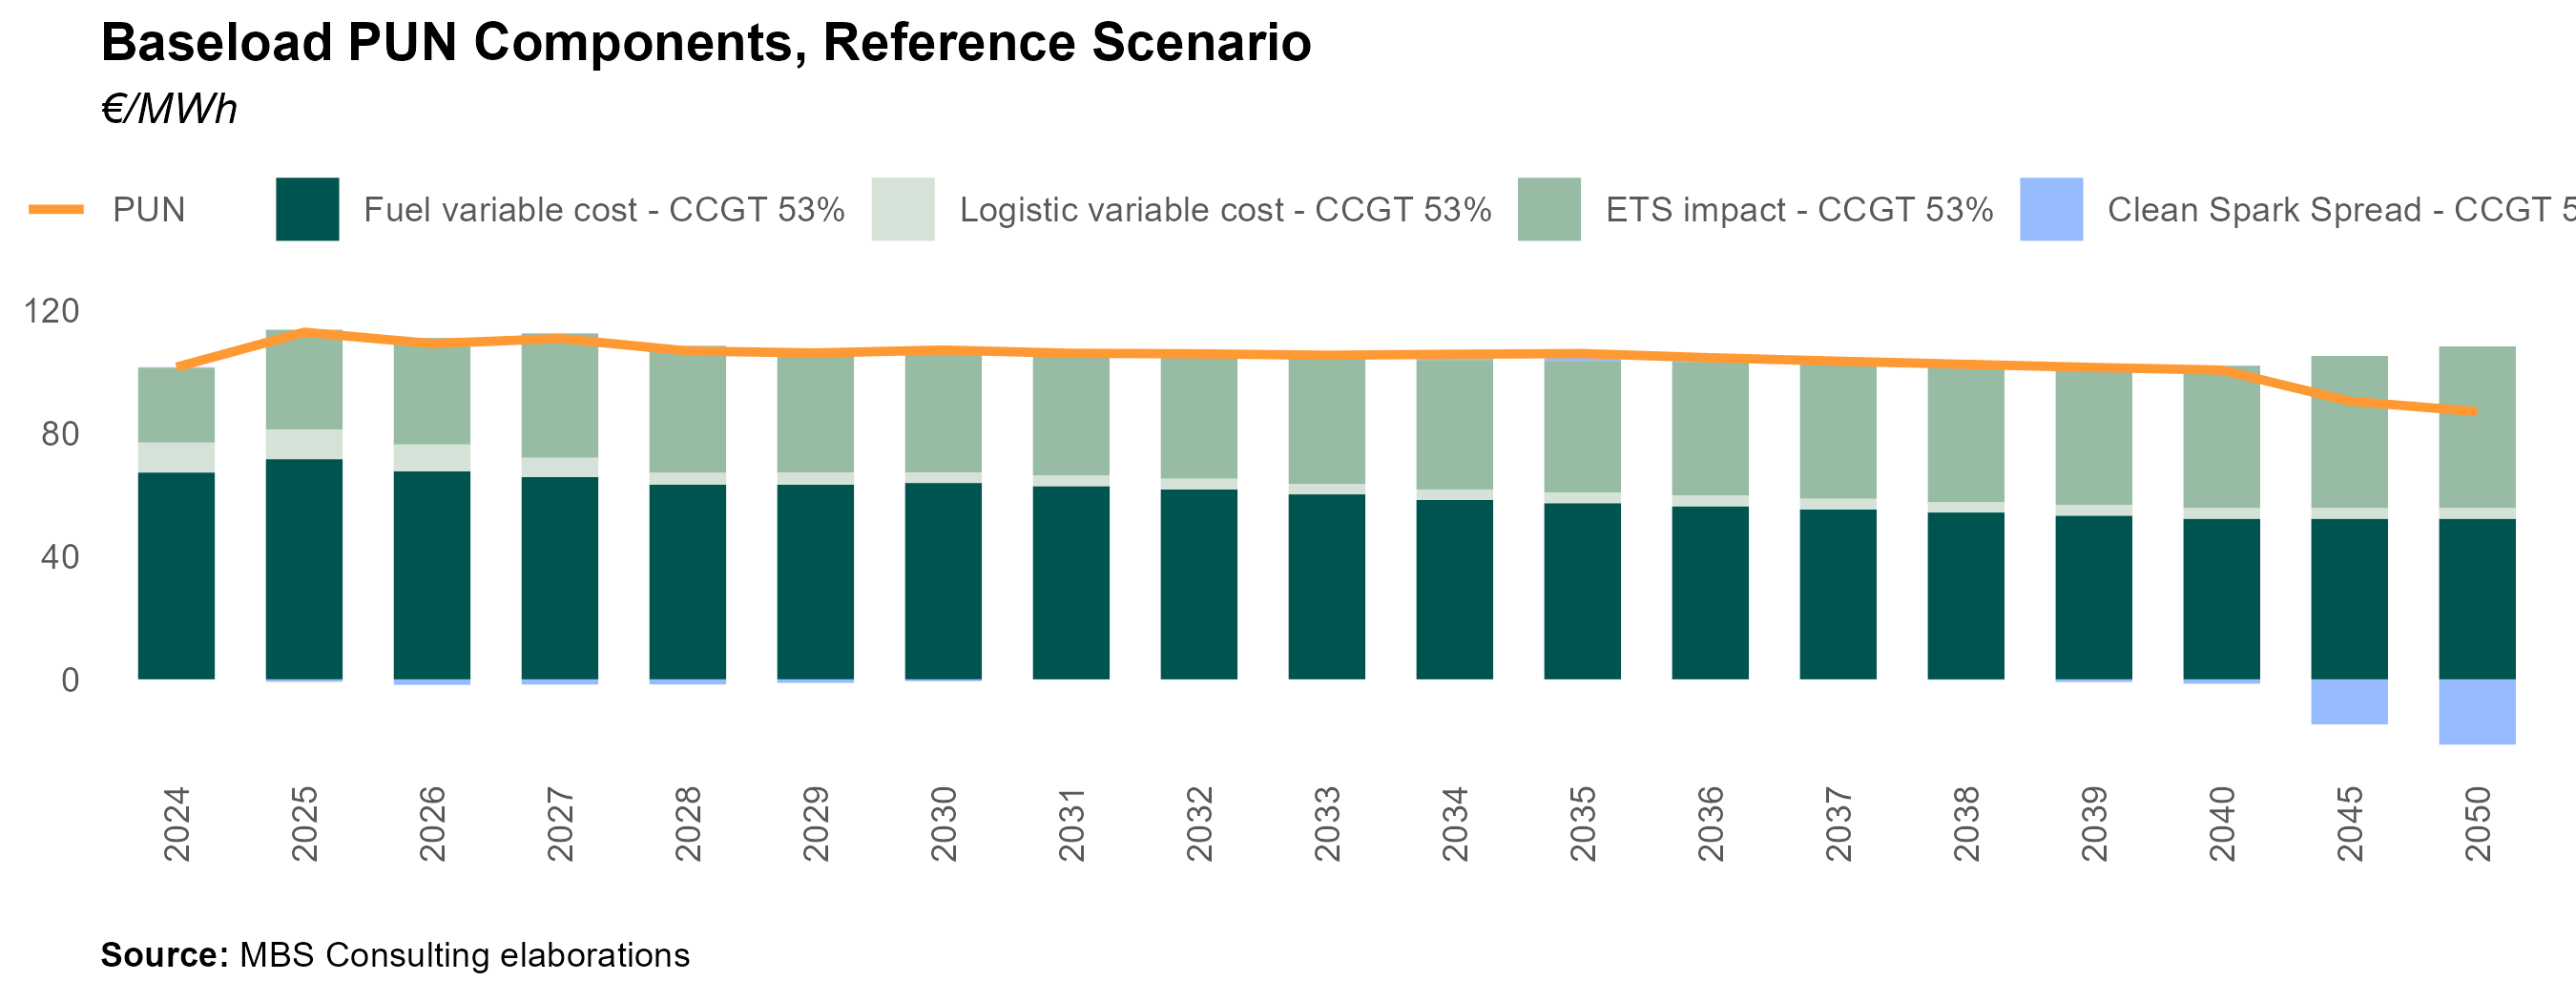 Baseload PUN Components, Reference Scenario
€/MWh
PUN Fuel variable cost - CCGT 53% Logistic variable cost - CCGT 53% ETS impact - CCGT 53% Clean Spark Spread - CCGT 5
120
80
40
0
2024 2025 2026 2027 2028 2029 2030 2031 2032 2033 2034 2035 2036 2037 2038 2039 2040 2045 2050
Source: MBS Consulting elaborations